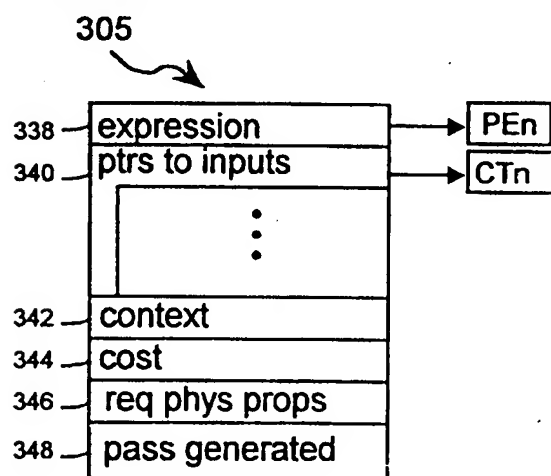 305
338 expression PEn
340 ptrs to inputs CTn
342 context
344 cost
346 req phys props
348 pass generated